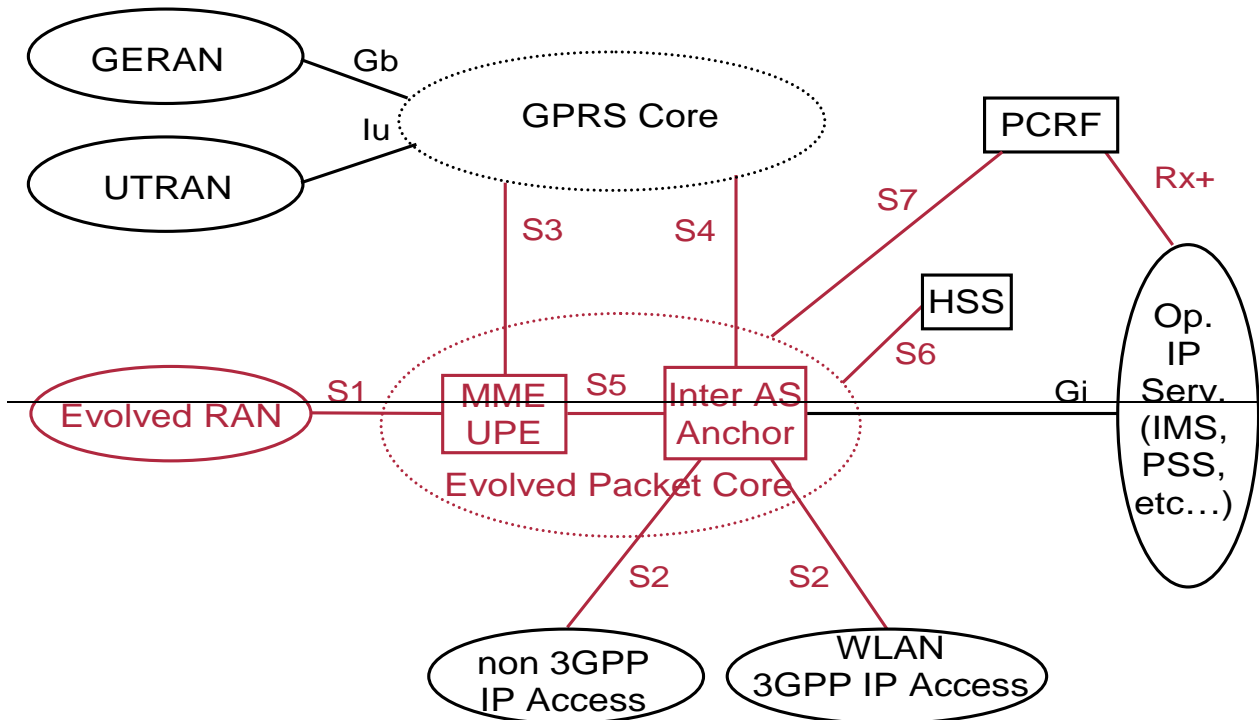 GERAN
Gb
GPRS Core
Iu
UTRAN
PCRF
Rx+
S7
S3
S4
HSS
S6
Evolved RAN
S1
MME
UPE
S5
Inter AS
Anchor
Evolved Packet Core
Gi
Op.
IP
Serv.
(IMS,
PSS,
etc…)
S2
S2
non 3GPP
IP Access
WLAN
3GPP IP Access